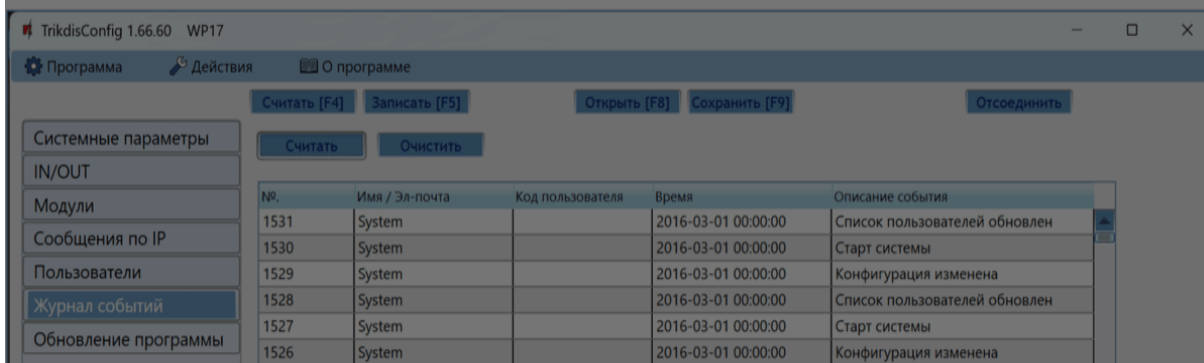 TrikdisConfig 1.66.60 WP17
Программа Действия О программе
Считать [F4] Записать [F5] Открыть [F8] Сохранить [F9] Отсоединить
Системные параметры
IN/OUT
Модули
Сообщения по IP
Пользователи
Журнал событий
Обновление программы
Считать Очистить
№. Имя / Эл-почта Код пользователя Время Описание события
1531 System 2016-03-01 00:00:00 Список пользователей обновлен
1530 System 2016-03-01 00:00:00 Старт системы
1529 System 2016-03-01 00:00:00 Конфигурация изменена
1528 System 2016-03-01 00:00:00 Список пользователей обновлен
1527 System 2016-03-01 00:00:00 Старт системы
1526 System 2016-03-01 00:00:00 Конфигурация изменена